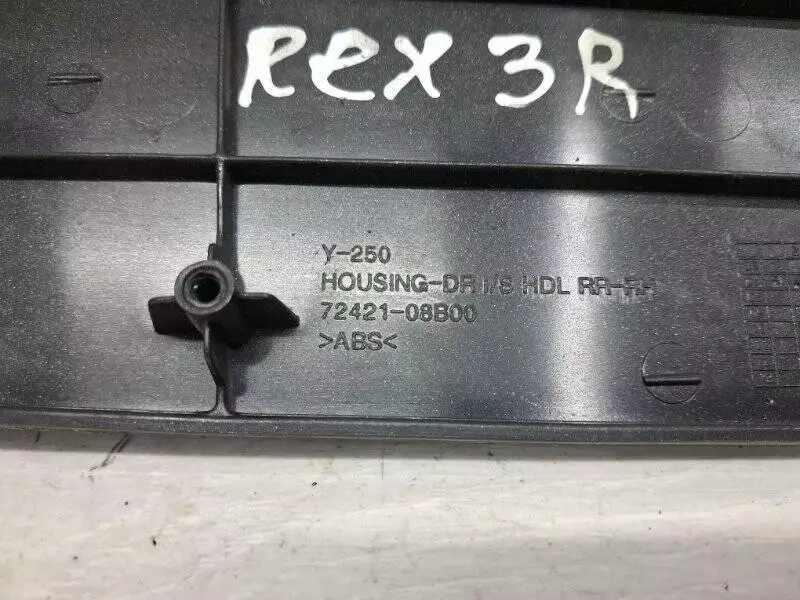 Rex 3R
Y-250
HOUSING-DR I/S HDL RR-RH
72421-08B00
>ABS<